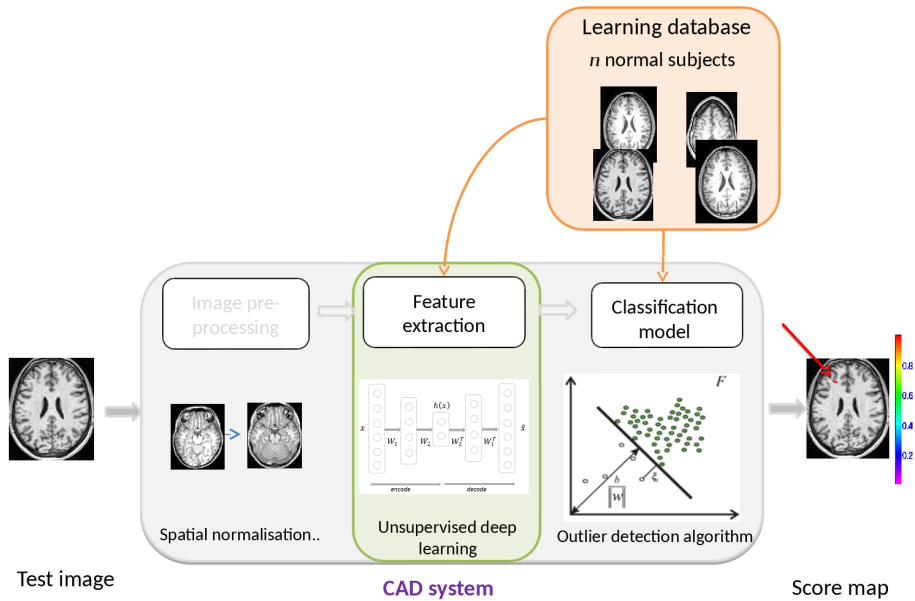 Learning database
n normal subjects
Image pre-
processing
Feature
extraction
Classification
model
F
h(x)
x
W₁
W₂
W₂ᵀ
W₁ᵀ
x̂
encode
decode
b
‖w‖
ξᵢ
0.8
0.6
0.4
0.2
Spatial normalisation..
Unsupervised deep
learning
Outlier detection algorithm
Test image
CAD system
Score map